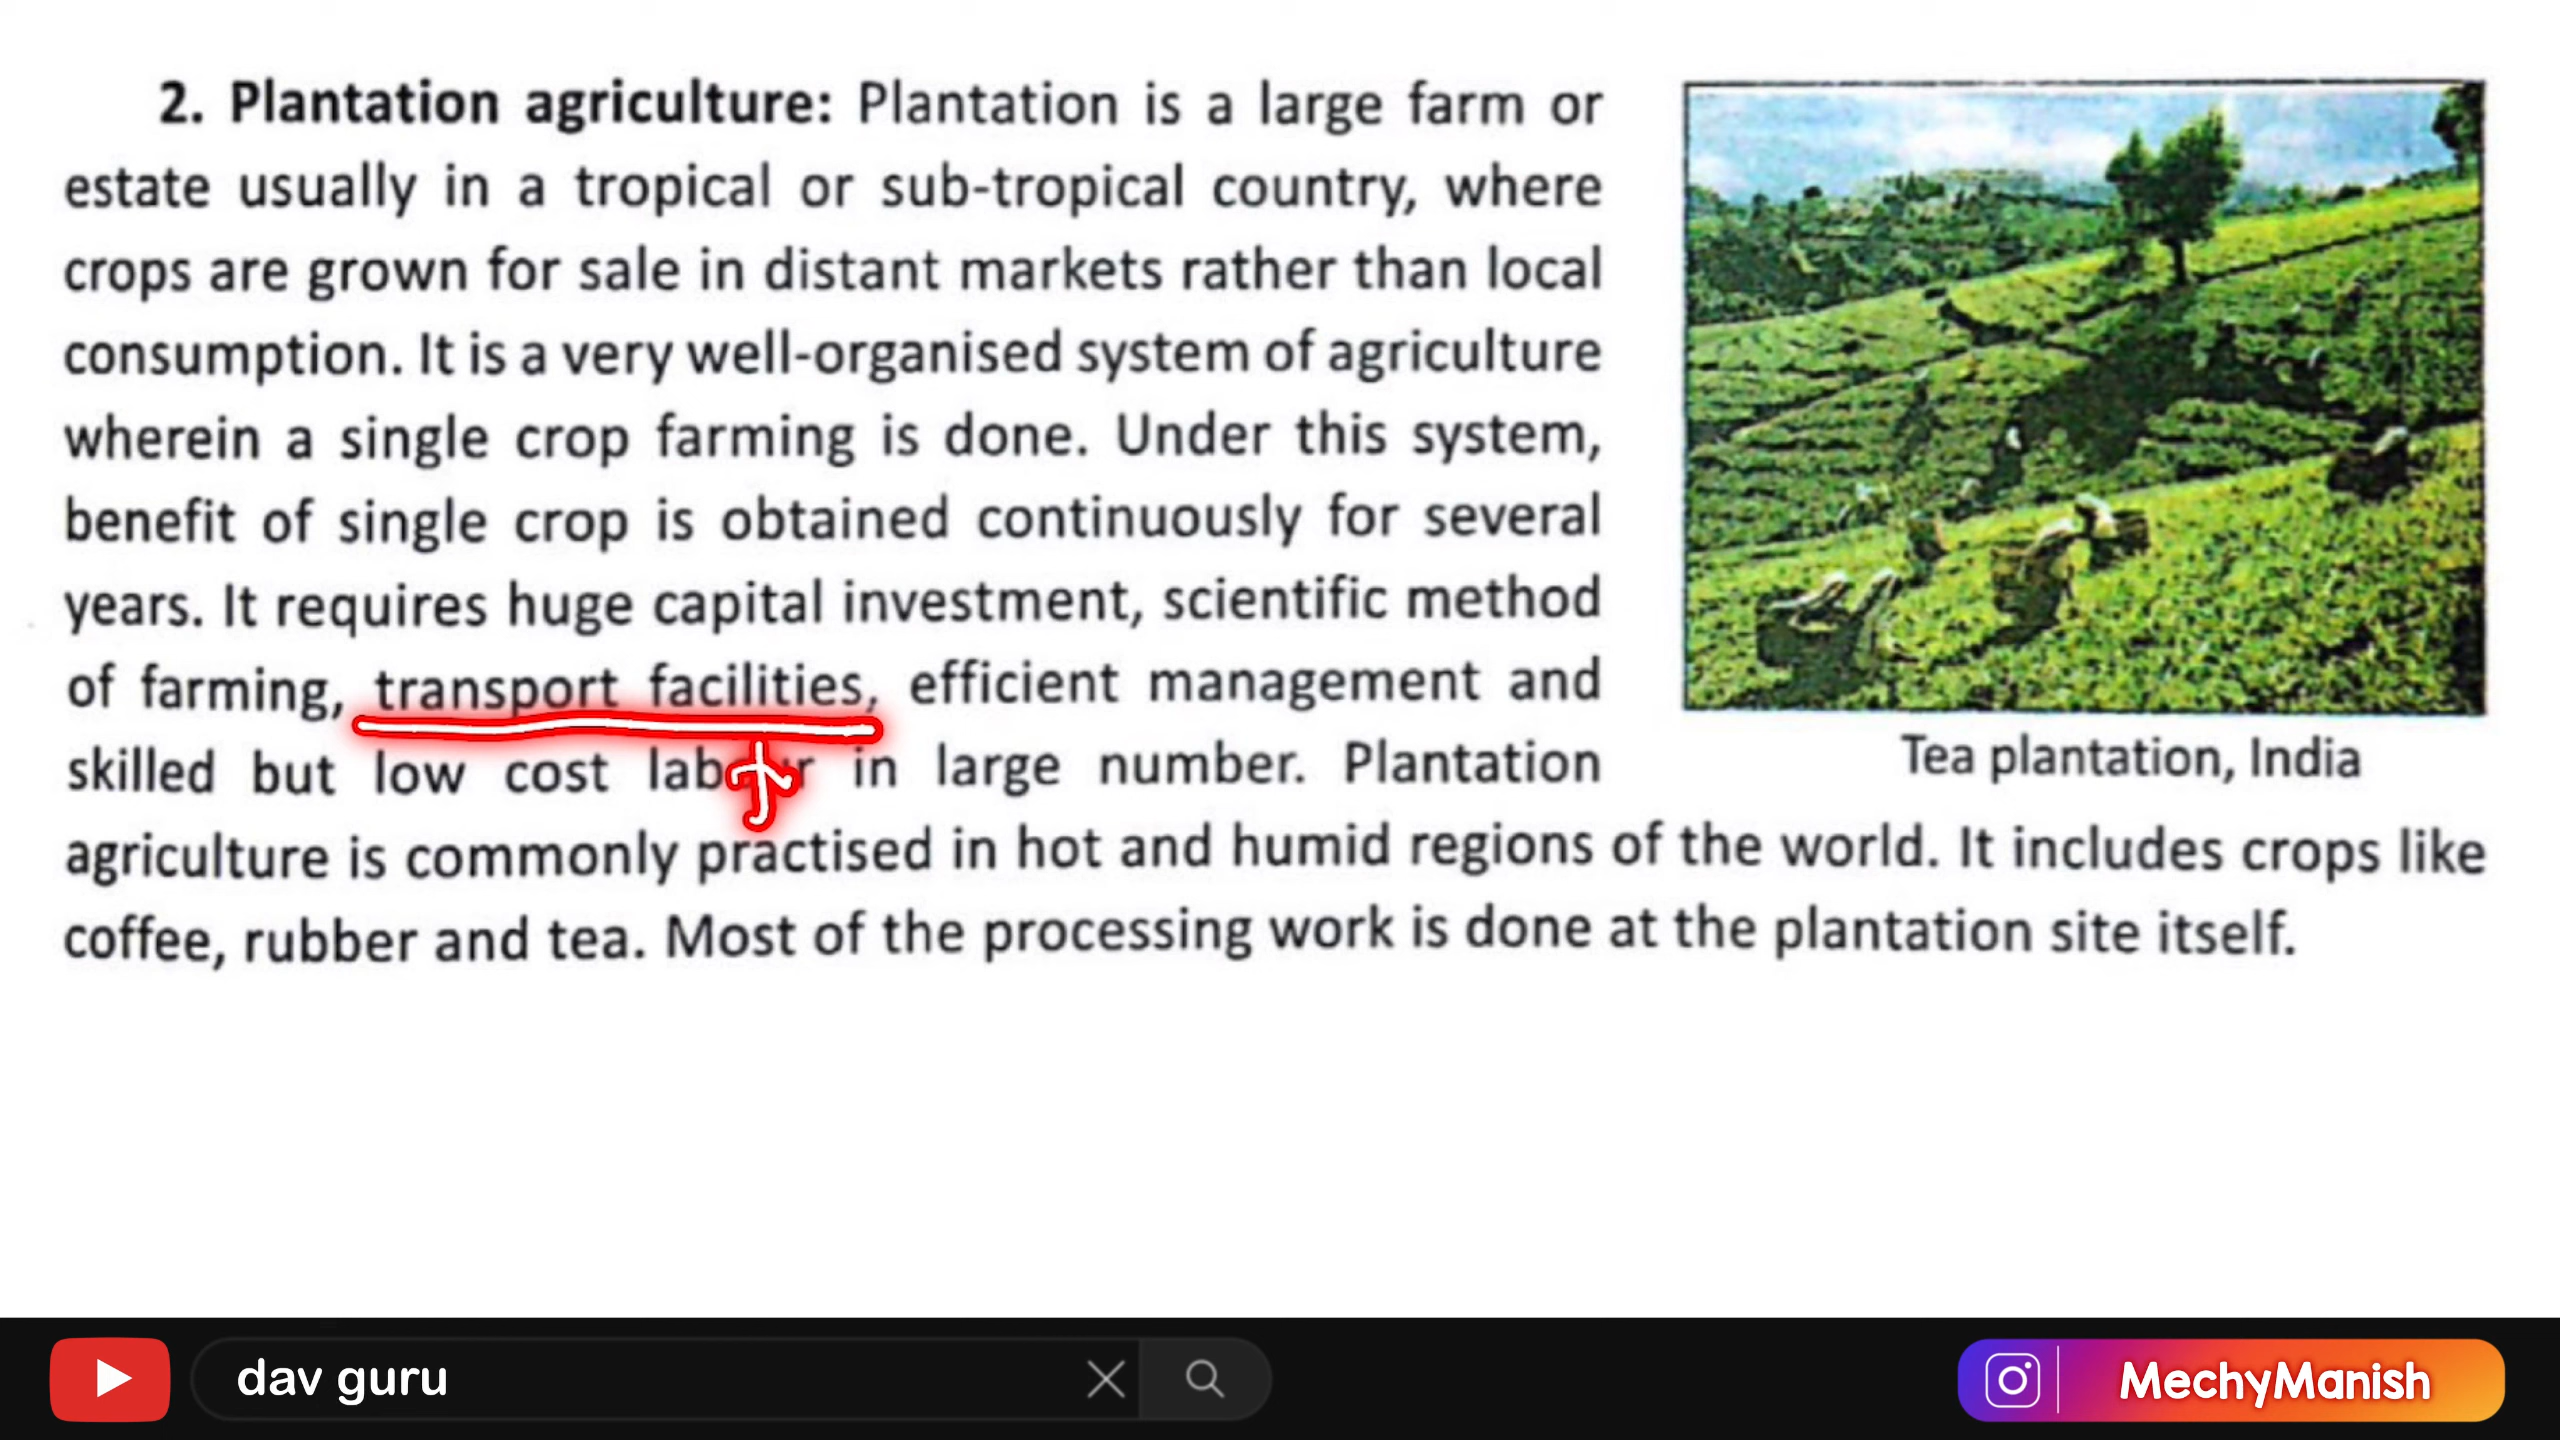 2. Plantation agriculture: Plantation is a large farm or
estate usually in a tropical or sub-tropical country, where
crops are grown for sale in distant markets rather than local
consumption. It is a very well-organised system of agriculture
wherein a single crop farming is done. Under this system,
benefit of single crop is obtained continuously for several
years. It requires huge capital investment, scientific method
of farming, transport facilities, efficient management and
skilled but low cost in large number. Plantation
agriculture is commonly practised in hot and humid regions of the world. It includes crops like
coffee, rubber and tea. Most of the processing work is done at the plantation site itself.
Tea plantation, India
dav guru
MechyManish